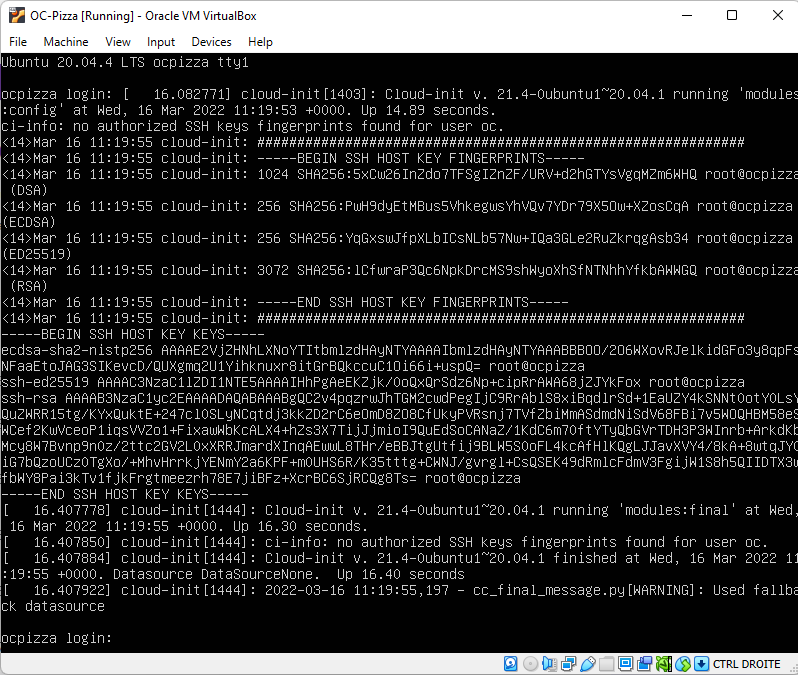 OC-Pizza [Running] - Oracle VM VirtualBox
File Machine View Input Devices Help
Ubuntu 20.04.4 LTS ocpizza tty1
ocpizza login: [   16.082771] cloud-init[1403]: Cloud-init v. 21.4-0ubuntu1~20.04.1 running 'modules
:config' at Wed, 16 Mar 2022 11:19:53 +0000. Up 14.89 seconds.
ci-info: no authorized SSH keys fingerprints found for user oc.
<14>Mar 16 11:19:55 cloud-init: #############################################################
<14>Mar 16 11:19:55 cloud-init: -----BEGIN SSH HOST KEY FINGERPRINTS-----
<14>Mar 16 11:19:55 cloud-init: 1024 SHA256:5xCw26InZdo7TFSgIZnZF/URV+d2hGTYsVgqMZm6WHQ root@ocpizza
(DSA)
<14>Mar 16 11:19:55 cloud-init: 256 SHA256:PwH9dyEtMBus5VhkegwsYhVQv7YDr79X5Ow+XZosCqA root@ocpizza
(ECDSA)
<14>Mar 16 11:19:55 cloud-init: 256 SHA256:YqGxswJfpXLbICsNLb57Nw+IQa3GLe2RuZkrqgAsb34 root@ocpizza
(ED25519)
<14>Mar 16 11:19:55 cloud-init: 3072 SHA256:lCfwraP3Qc6NpkDrcMS9shWyoXhSfNTNhhYfkbAWWGQ root@ocpizza
(RSA)
<14>Mar 16 11:19:55 cloud-init: -----END SSH HOST KEY FINGERPRINTS-----
<14>Mar 16 11:19:55 cloud-init: #############################################################
-----BEGIN SSH HOST KEY KEYS-----
ecdsa-sha2-nistp256 AAAAE2VjZHNhLXNoYTItbmlzdHAyNTYAAAAIbmlzdHAyNTYAAABBBOO/2O6WXovRJelkidGFo3y8qpFs
NFaaEtoJAG3SIKevcD/QUXgmq2U1Yihknuxr8itGrBQKccuC1Oi66i+uspQ= root@ocpizza
ssh-ed25519 AAAAC3NzaC1lZDI1NTE5AAAAIHhPgAeEKZjk/0oQxQrSdz6Np+cipRrAWA68jZJYkFox root@ocpizza
ssh-rsa AAAAB3NzaC1yc2EAAAADAQABAAABgQC2v4pqzrwJhTGM2cwdPegIjC9RrAblS8xiBqdlrSd+1EaUZY4kSNNt0otY0LsY
QuZWRR15tg/KYxQuktE+247clOSLyNCqtdj3kkZD2rC6eOmD8ZO8CfUkyPVRsnj7TVfZbiMmASdmdNiSdV68FBi7v5WOQHBM58eS
WCef2KwVceoP1iqsVVZo1+FixawWbKcALX4+hZs3X7TijJjmioI9QuEdSoCANaZ/1KdC6m7OftYTyQbGVrTDH3P3WInrb+ArkdKb
Mcy8W7Bvnp9n0z/2ttc2GV2L0xXRRJmardXInqAEwwL8THr/eBBJtgUtfij9BLW5S0oFL4kcAfHlKQgLJJavXVY4/8kA+8wtqJYC
iG7bQzoUCz0TgXo/+MhvHrrkjYENmY2a6KPF+m0UHS6R/K35tttg+CWNJ/gvrgl+CsQSEK49dRmlcFdmV3FgijW1S8h5QIIDTX3w
fbWY8Pai3kTv1fjkFrgtmeezrh78E7jiBFz+XcrBC6SjRCQg8Ts= root@ocpizza
-----END SSH HOST KEY KEYS-----
[   16.407778] cloud-init[1444]: Cloud-init v. 21.4-0ubuntu1~20.04.1 running 'modules:final' at Wed,
16 Mar 2022 11:19:55 +0000. Up 16.30 seconds.
[   16.407850] cloud-init[1444]: ci-info: no authorized SSH keys fingerprints found for user oc.
[   16.407884] cloud-init[1444]: Cloud-init v. 21.4-0ubuntu1~20.04.1 finished at Wed, 16 Mar 2022 11
:19:55 +0000. Datasource DataSourceNone.  Up 16.40 seconds
[   16.407922] cloud-init[1444]: 2022-03-16 11:19:55,197 - cc_final_message.py[WARNING]: Used fallba
ck datasource
ocpizza login:
CTRL DROITE